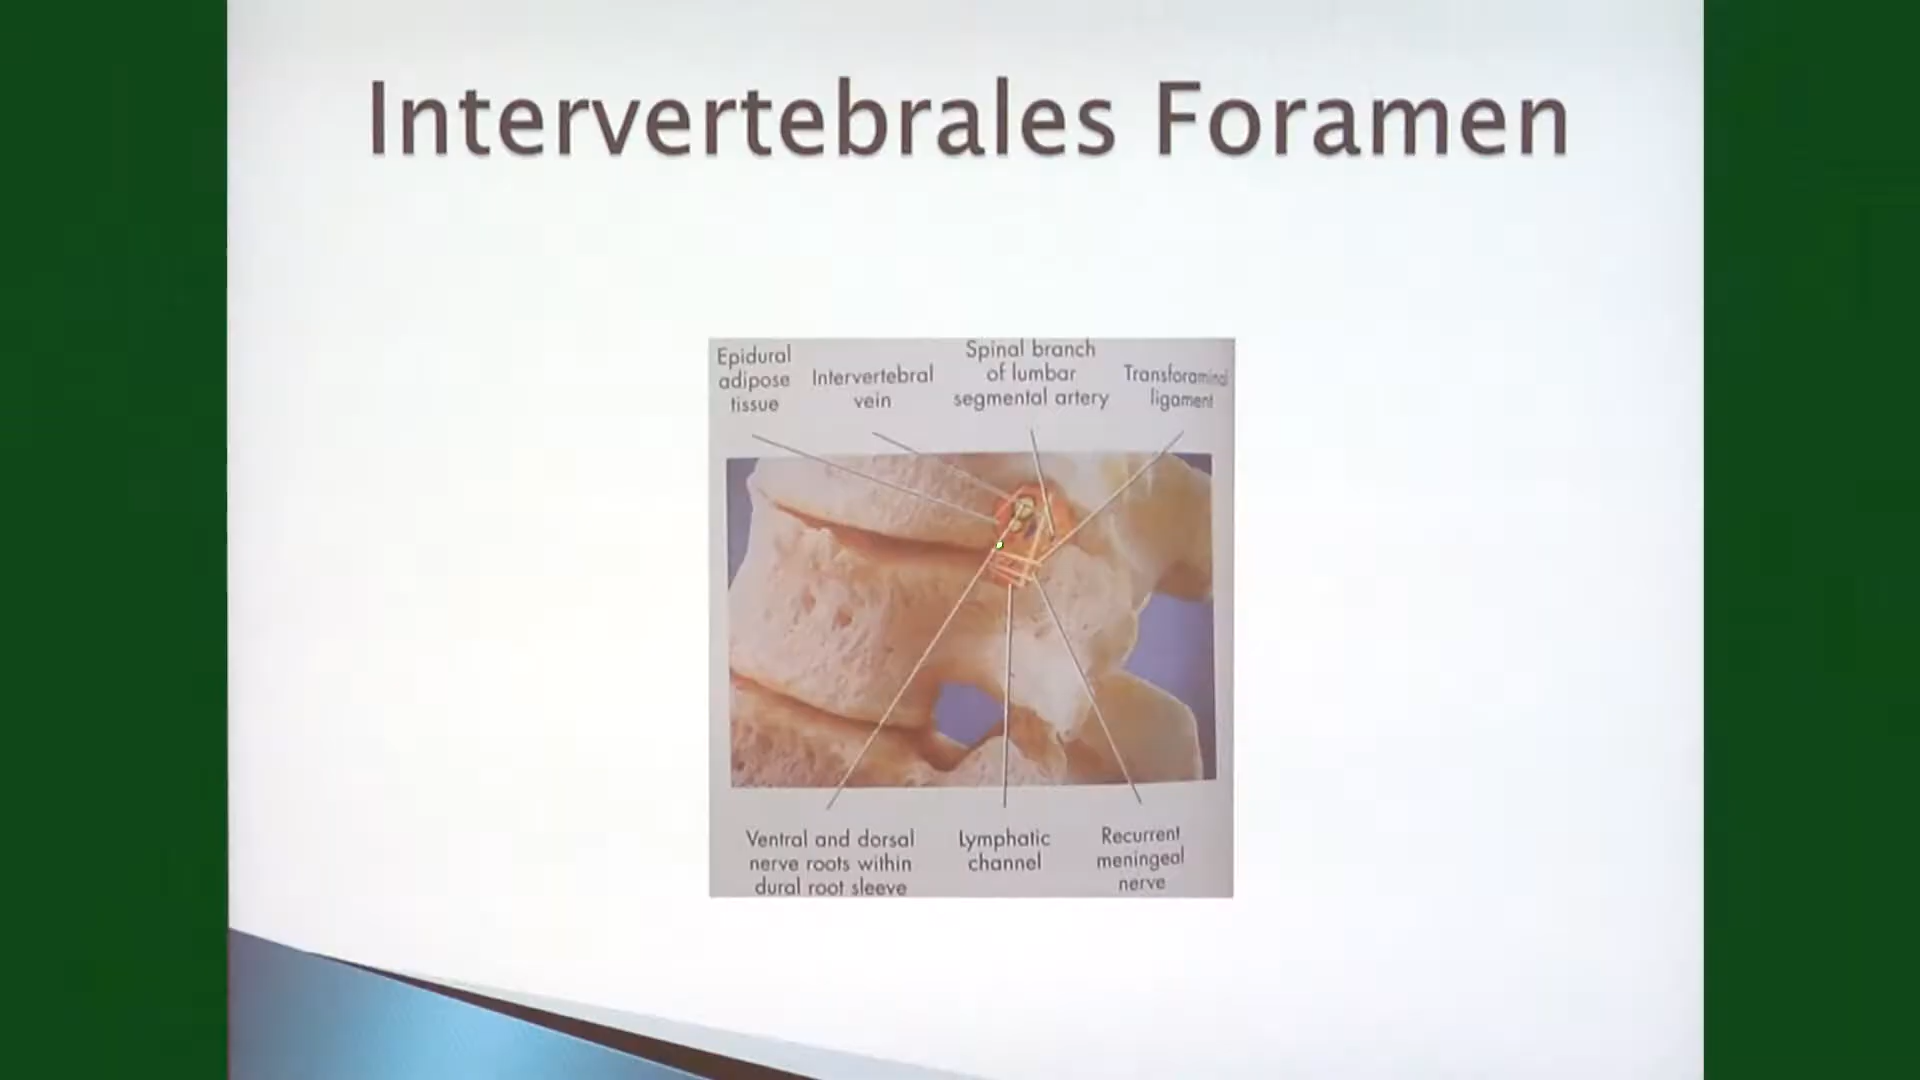 Intervertebrales Foramen
Epidural
adipose
tissue
Intervertebral
vein
Spinal branch
of lumbar
segmental artery
Transforaminal
ligament
Ventral and dorsal
nerve roots within
dural root sleeve
Lymphatic
channel
Recurrent
meningeal
nerve